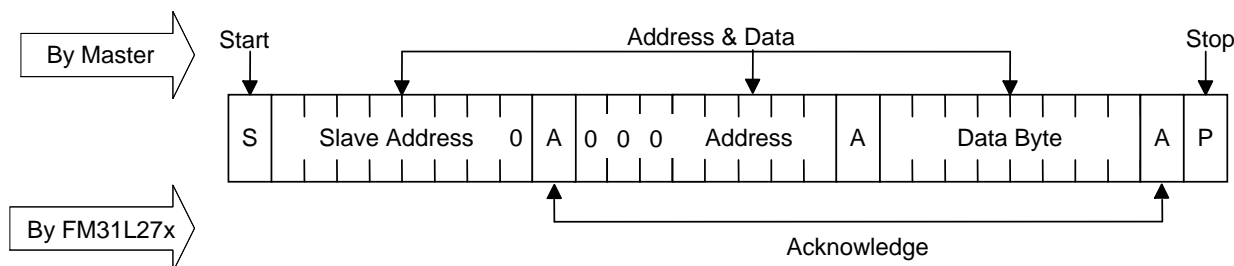 By Master
Start
Address & Data
Stop
S Slave Address 0 A 0 0 0 Address A Data Byte A P
By FM31L27x
Acknowledge